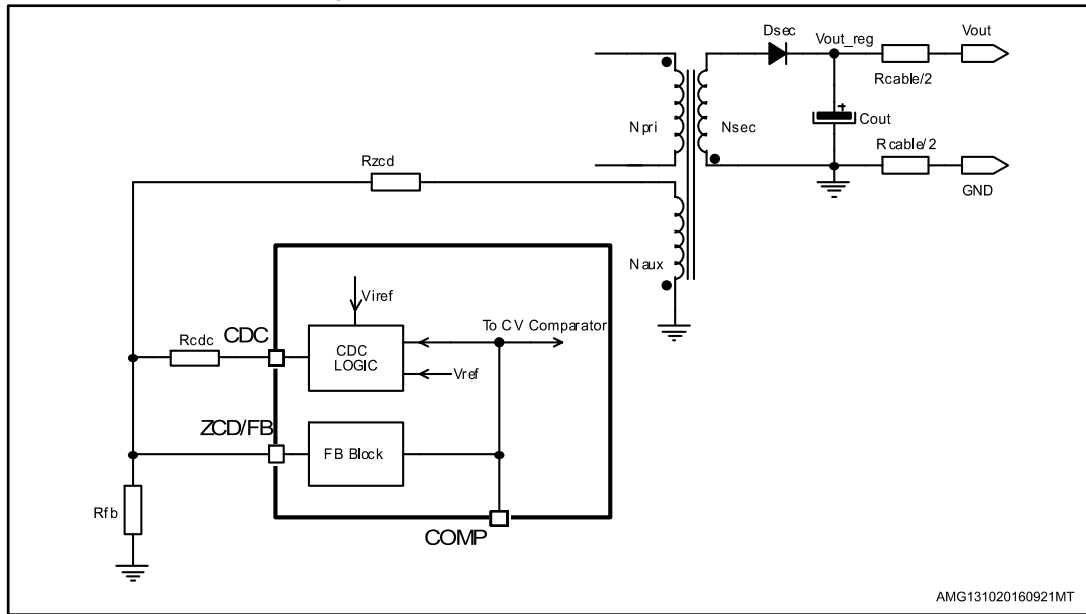 Dsec
Vout_reg
Vout
Rcable/2
Npri
Nsec
+
Cout
Rcable/2
Rzcd
GND
Naux
Viref
To CV Comparator
Rcdc
CDC
CDC
LOGIC
Vref
ZCD/FB
FB Block
Rfb
COMP
AMG131020160921MT